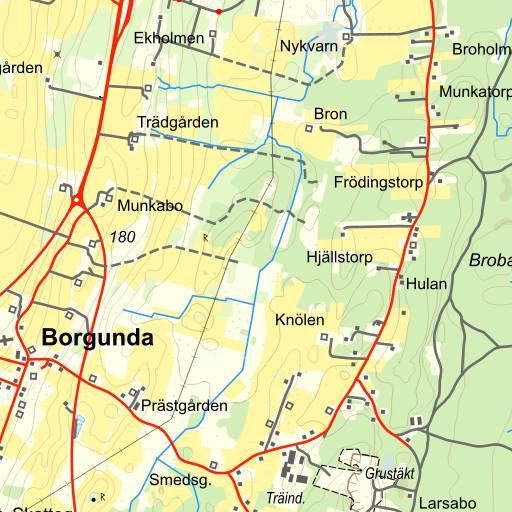 Ekholmen
Nykvarn
Broholm
gården
Munkatorp
Trädgården
Bron
Frödingstorp
Munkabo
180
R
Hjällstorp
Broba
Hulan
Knölen
Borgunda
Prästgården
Smedsg.
Grustäkt
Träind.
R
Larsabo